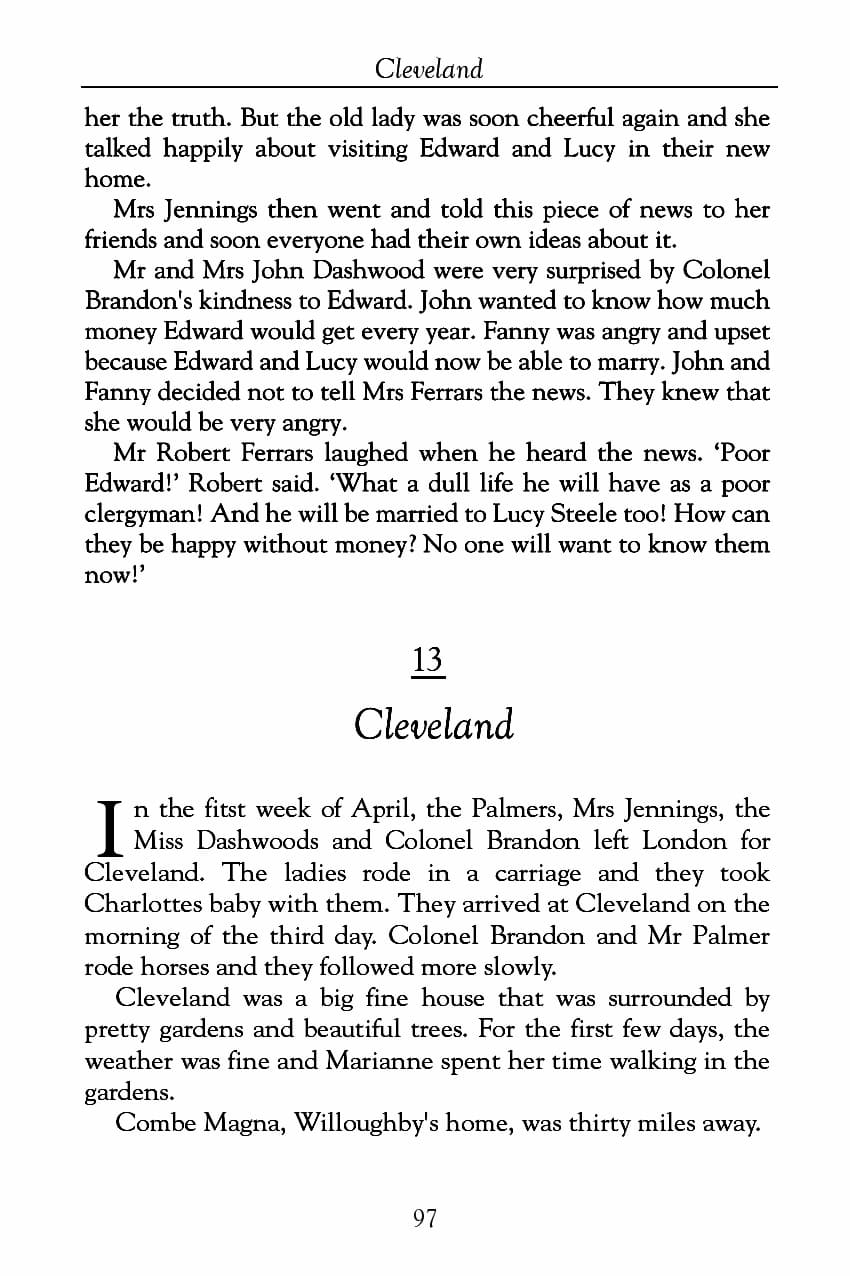 Cleveland
her the truth. But the old lady was soon cheerful again and she
talked happily about visiting Edward and Lucy in their new
home.
Mrs Jennings then went and told this piece of news to her
friends and soon everyone had their own ideas about it.
Mr and Mrs John Dashwood were very surprised by Colonel
Brandon's kindness to Edward. John wanted to know how much
money Edward would get every year. Fanny was angry and upset
because Edward and Lucy would now be able to marry. John and
Fanny decided not to tell Mrs Ferrars the news. They knew that
she would be very angry.
Mr Robert Ferrars laughed when he heard the news. ‘Poor
Edward!’ Robert said. ‘What a dull life he will have as a poor
clergyman! And he will be married to Lucy Steele too! How can
they be happy without money? No one will want to know them
now!’
13
Cleveland
In the fitst week of April, the Palmers, Mrs Jennings, the
Miss Dashwoods and Colonel Brandon left London for
Cleveland. The ladies rode in a carriage and they took
Charlottes baby with them. They arrived at Cleveland on the
morning of the third day. Colonel Brandon and Mr Palmer
rode horses and they followed more slowly.
Cleveland was a big fine house that was surrounded by
pretty gardens and beautiful trees. For the first few days, the
weather was fine and Marianne spent her time walking in the
gardens.
Combe Magna, Willoughby's home, was thirty miles away.
97